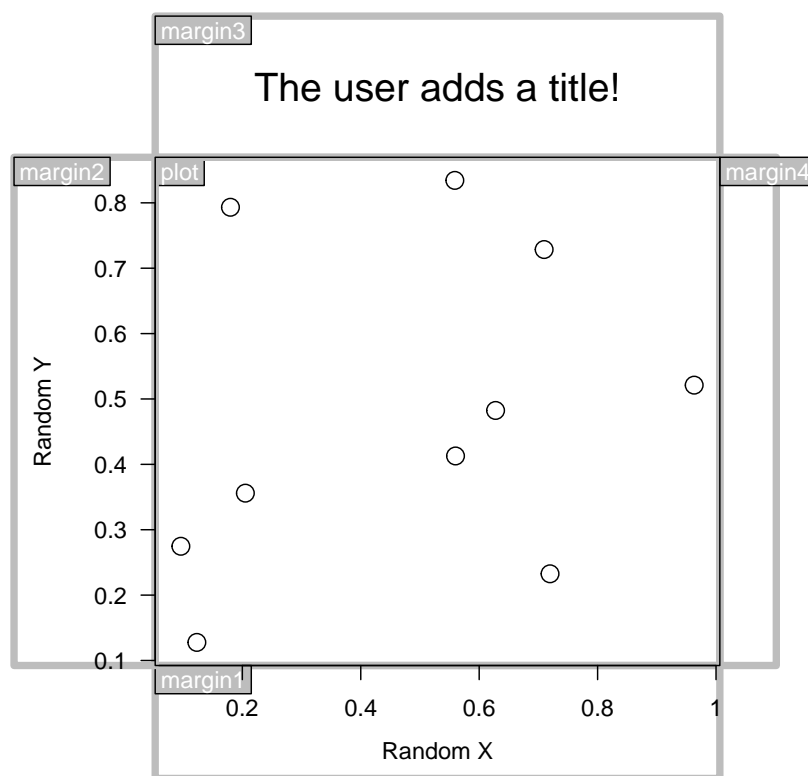 margin3
The user adds a title!
margin2
plot
margin4
0.8
0.7
0.6
0.5
0.4
0.3
0.2
0.1
Random Y
margin1
0.2 0.4 0.6 0.8 1
Random X